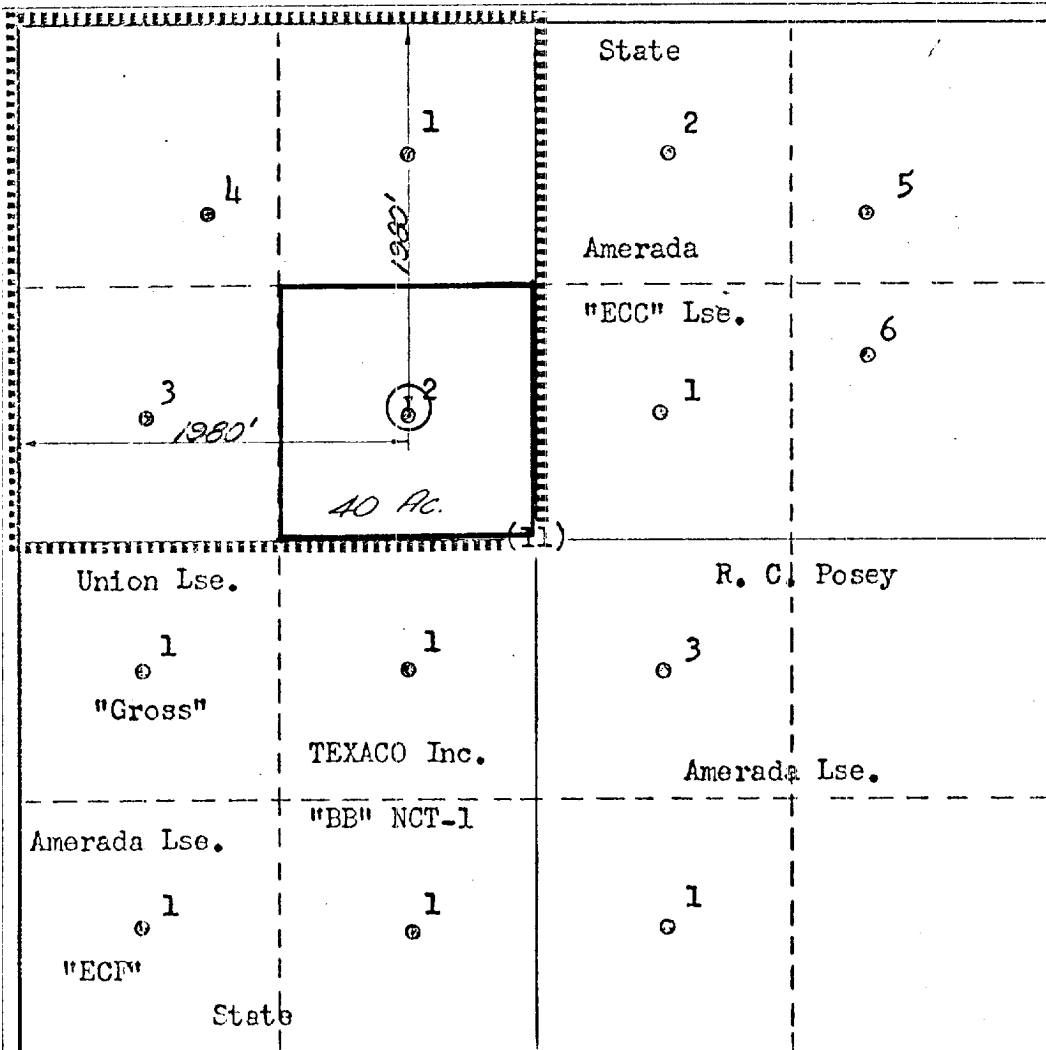 State
1
2
4
5
1980'
Amerada
"ECC" Lse.
6
3
2
1
1980'
40 Ac.
(11)
Union Lse.
R. C. Posey
1
1
3
"Gross"
TEXACO Inc.
Amerada Lse.
"BB" NCT-1
Amerada Lse.
1
1
1
"ECF"
State